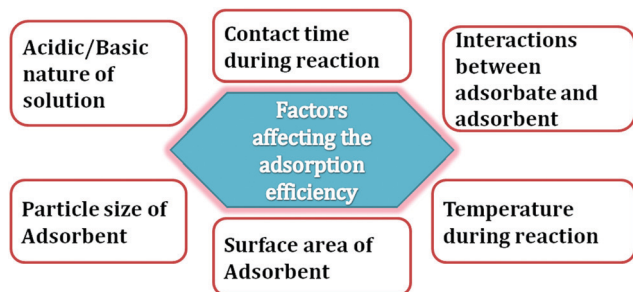 Acidic/Basic
nature of
solution
Contact time
during reaction
Interactions
between
adsorbate and
adsorbent
Factors
affecting the
adsorption
efficiency
Particle size of
Adsorbent
Surface area of
Adsorbent
Temperature
during reaction